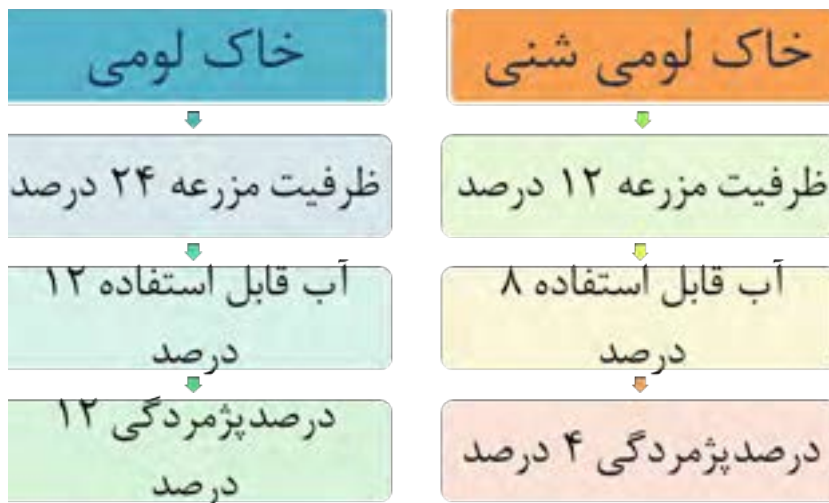 خاک لومی شنی
ظرفیت مزرعه ۱۲ درصد
آب قابل استفاده ۸
درصد
درصدپژمردگی ۴ درصد
خاک لومی
ظرفیت مزرعه ۲۴ درصد
آب قابل استفاده ۱۲
درصد
درصدپژمردگی ۱۲
درصد